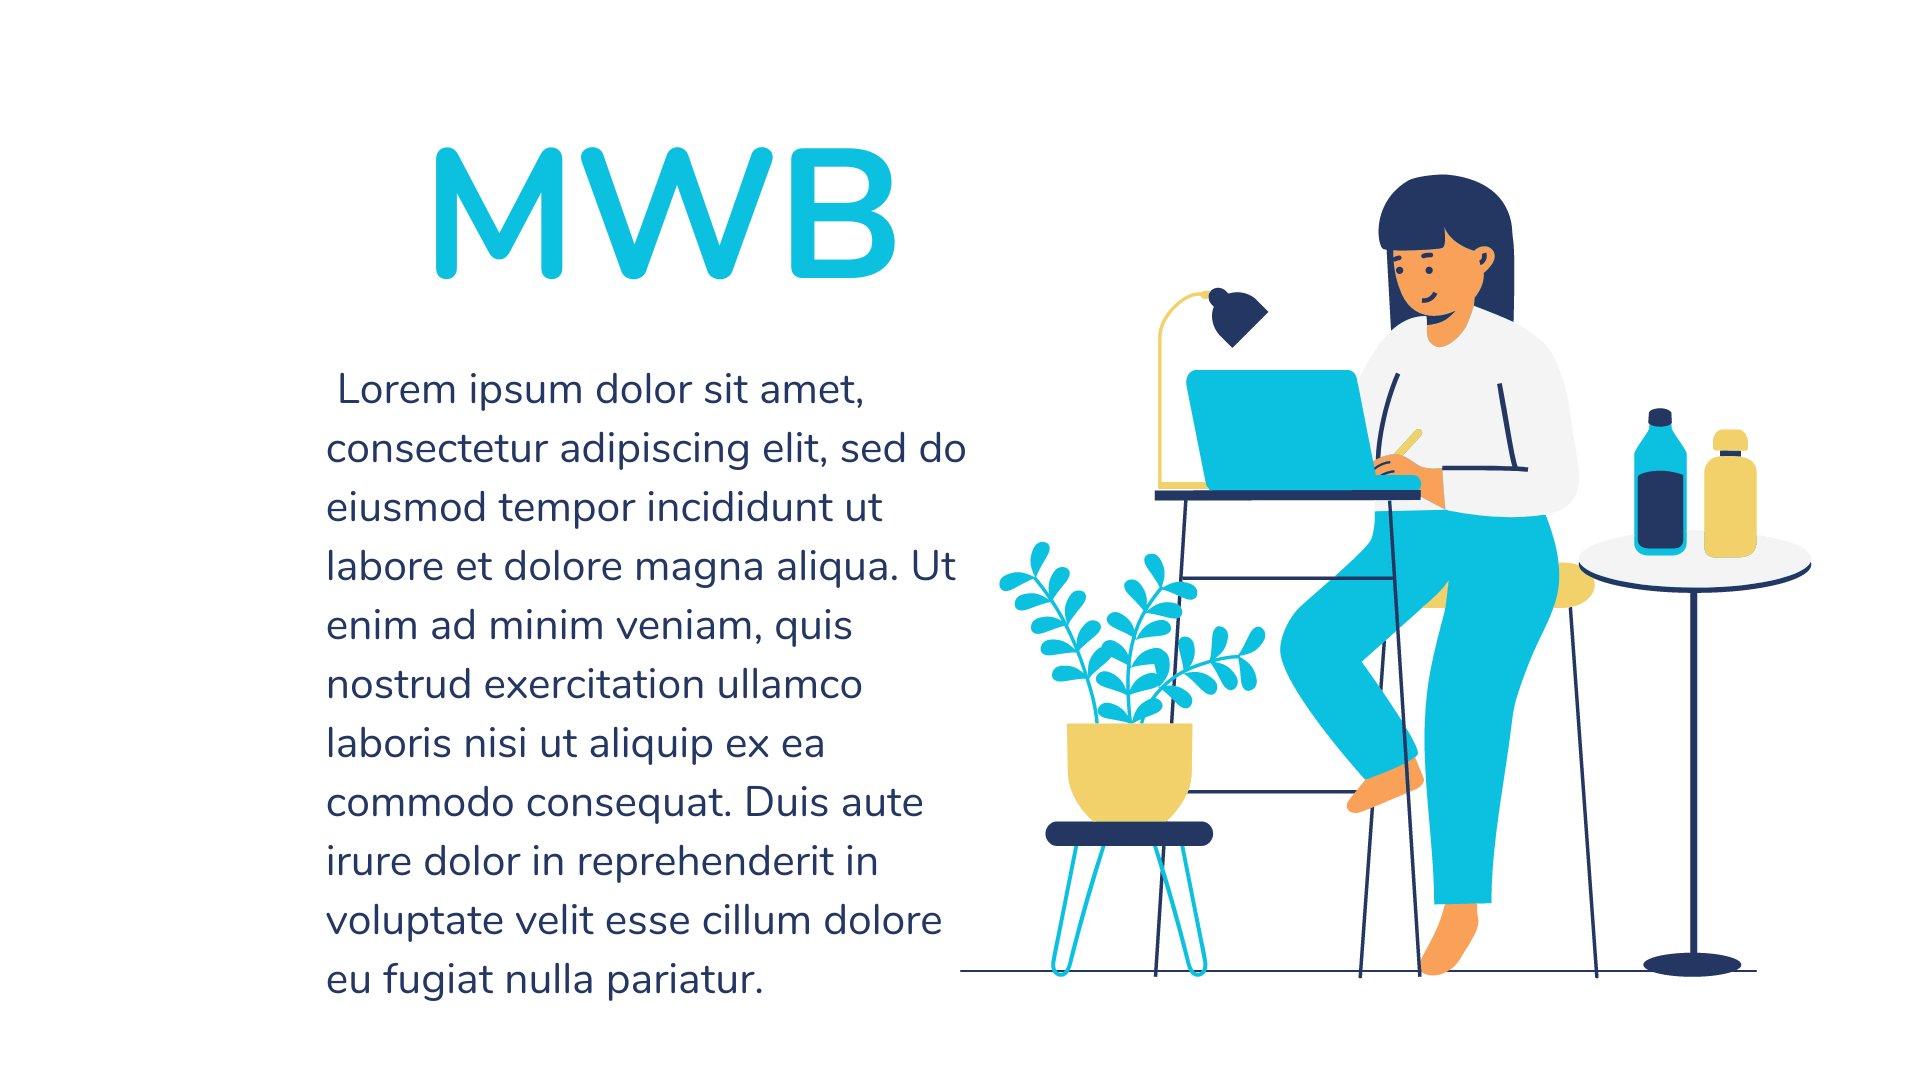 MWB
Lorem ipsum dolor sit amet,
consectetur adipiscing elit, sed do
eiusmod tempor incididunt ut
labore et dolore magna aliqua. Ut
enim ad minim veniam, quis
nostrud exercitation ullamco
laboris nisi ut aliquip ex ea
commodo consequat. Duis aute
irure dolor in reprehenderit in
voluptate velit esse cillum dolore
eu fugiat nulla pariatur.